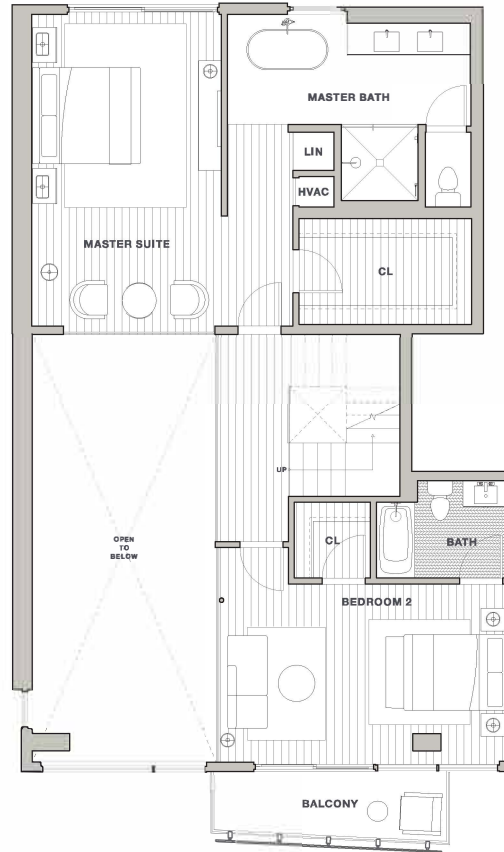 MASTER BATH
LIN
HVAC
MASTER SUITE
CL
UP
OPEN
TO
BELOW
CL
BATH
BEDROOM 2
BALCONY